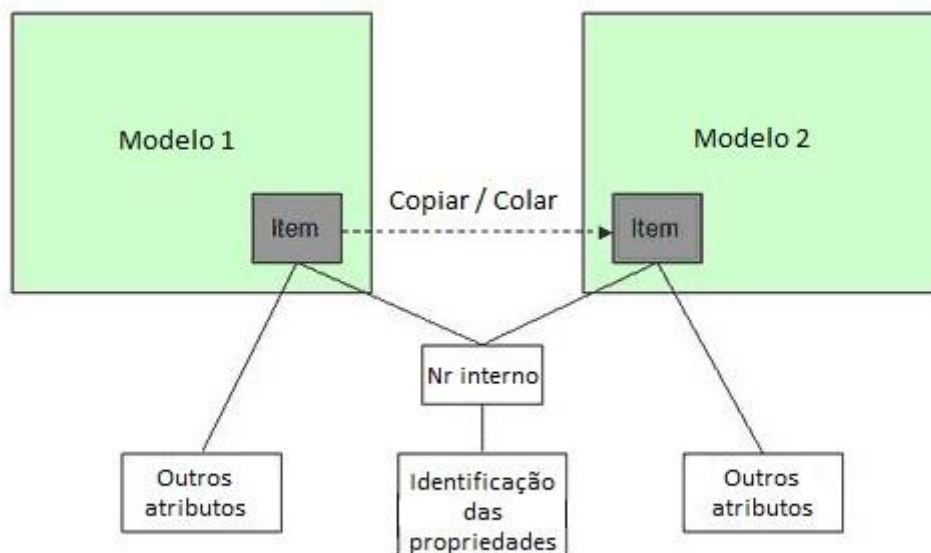 Modelo 1
Modelo 2
Copiar / Colar
Item
Item
Nr interno
Outros
atributos
Identificação
das
propriedades
Outros
atributos